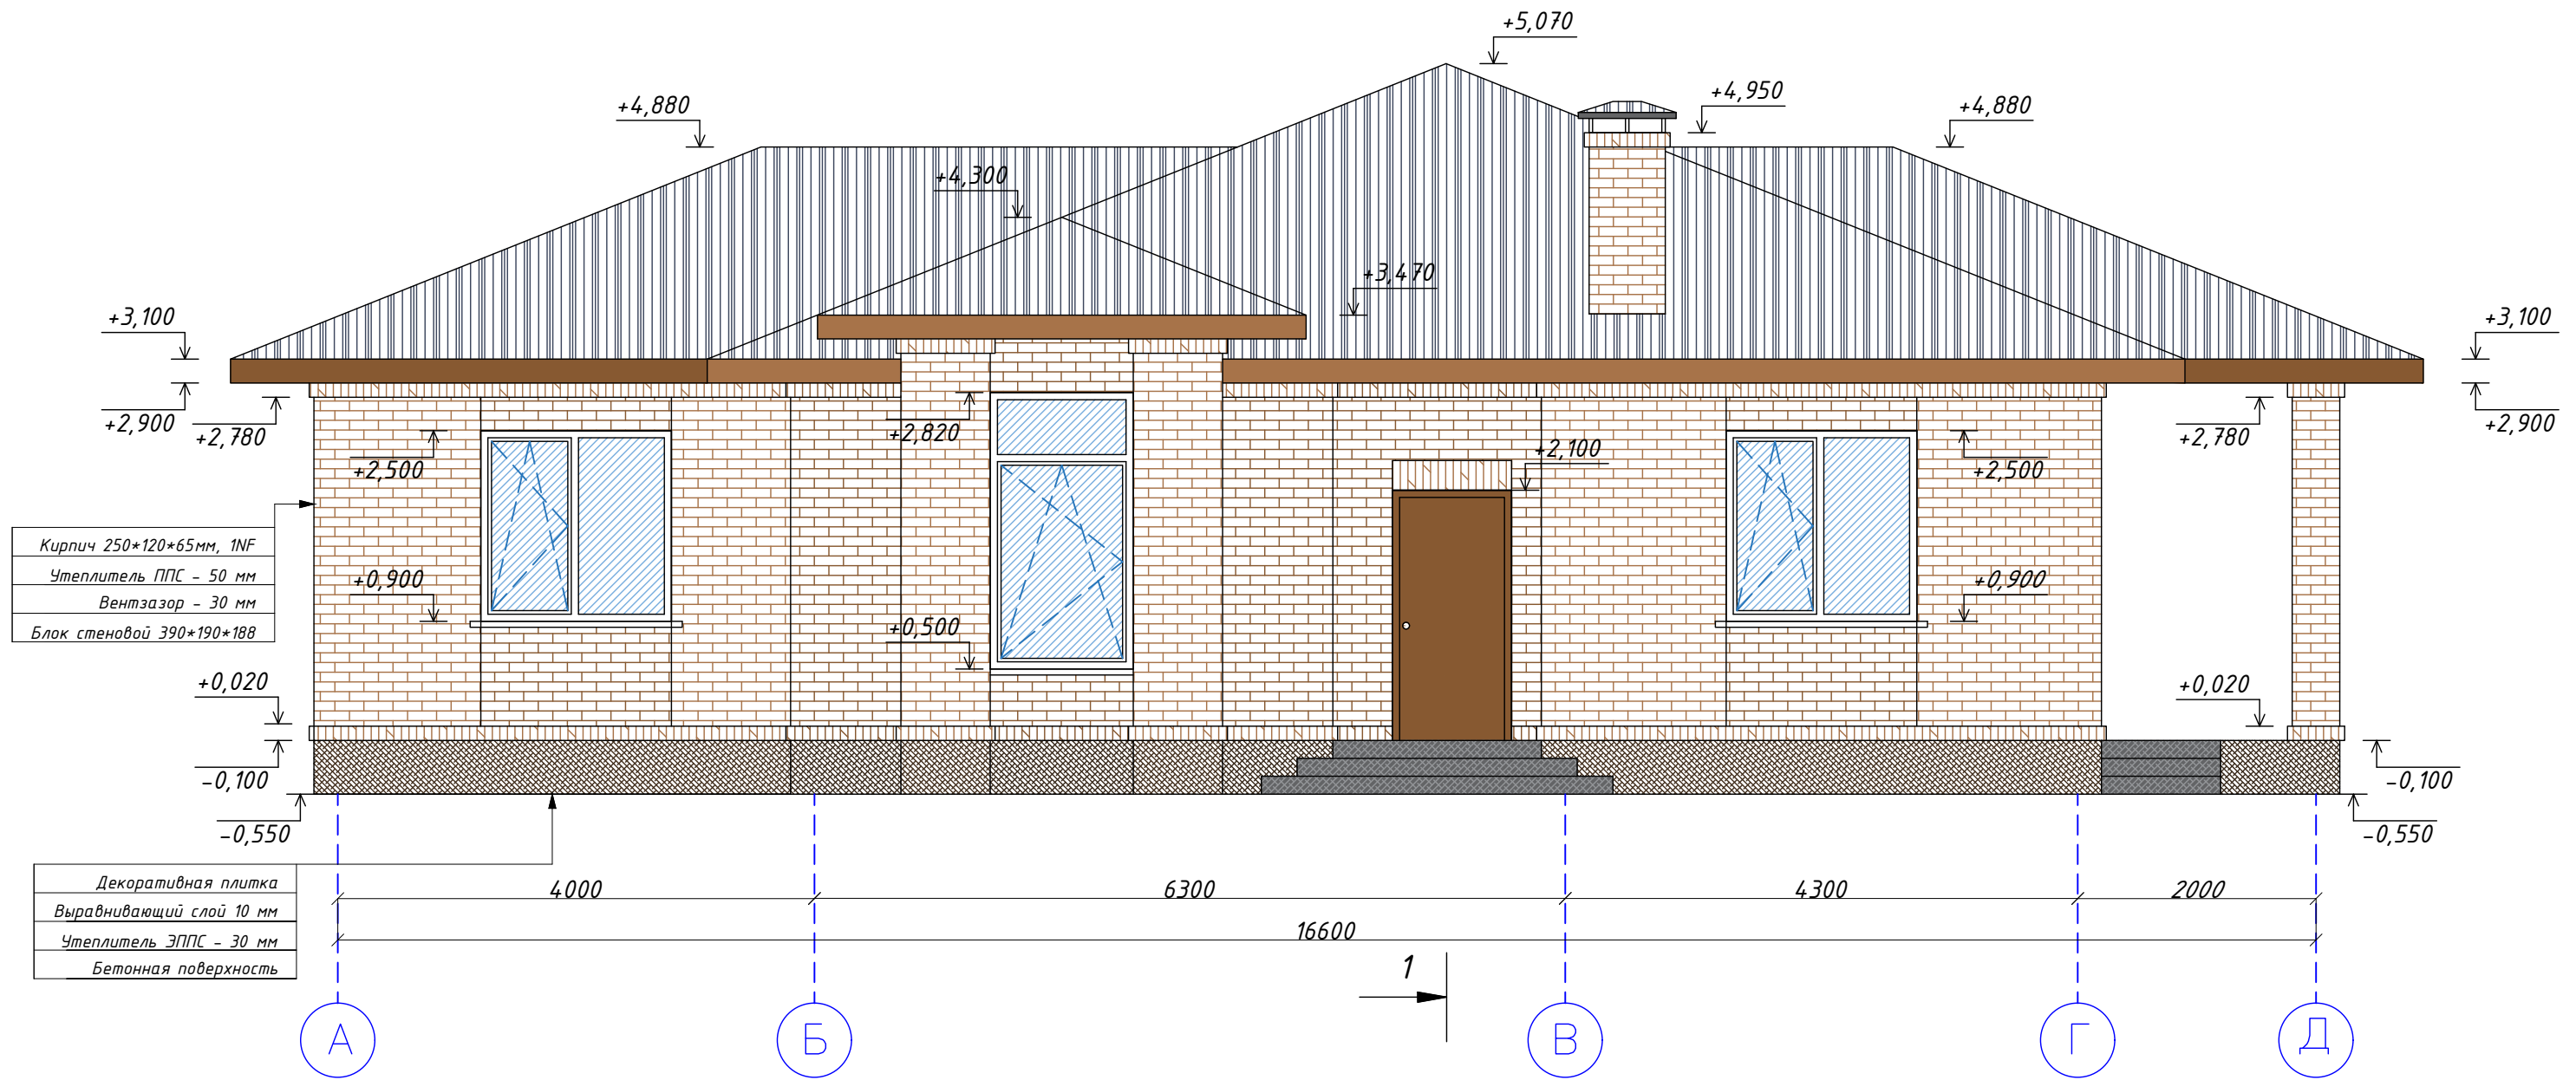 +5,070
+4,880
+4,950
+4,880
+4,300
+3,470
+3,100
+3,100
+2,900
+2,780
+2,820
+2,780
+2,900
+2,500
+2,100
+2,500
Кирпич 250*120*65мм, 1NF
Утеплитель ППС - 50 мм
Вентзазор - 30 мм
Блок стеновой 390*190*188
+0,900
+0,900
+0,500
+0,020
+0,020
-0,100
-0,100
-0,550
-0,550
Декоративная плитка
Выравнивающий слой 10 мм
Утеплитель ЭППС - 30 мм
Бетонная поверхность
4000
6300
4300
2000
16600
1
А
Б
В
Г
Д